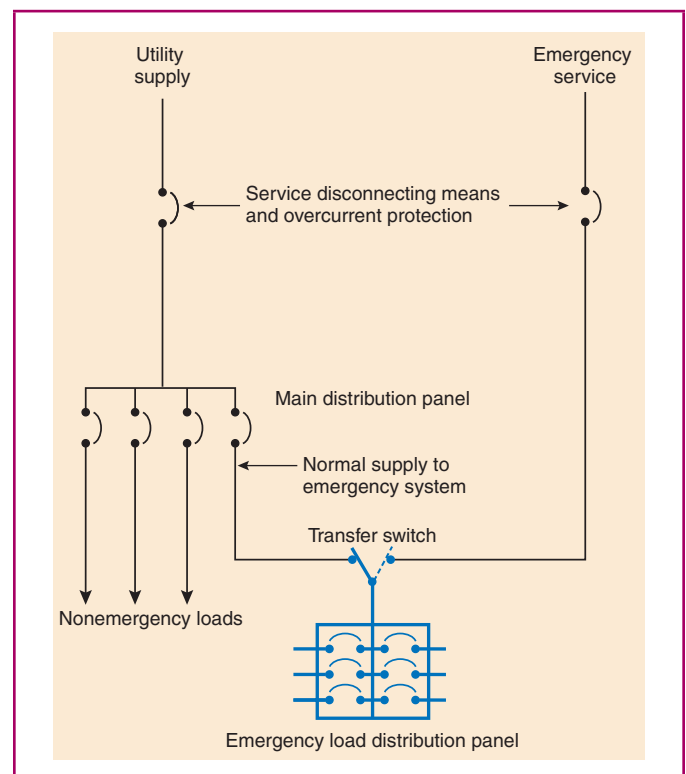 Utility
supply
Emergency
service
Service disconnecting means
and overcurrent protection
Main distribution panel
Normal supply to
emergency system
Transfer switch
Nonemergency loads
Emergency load distribution panel